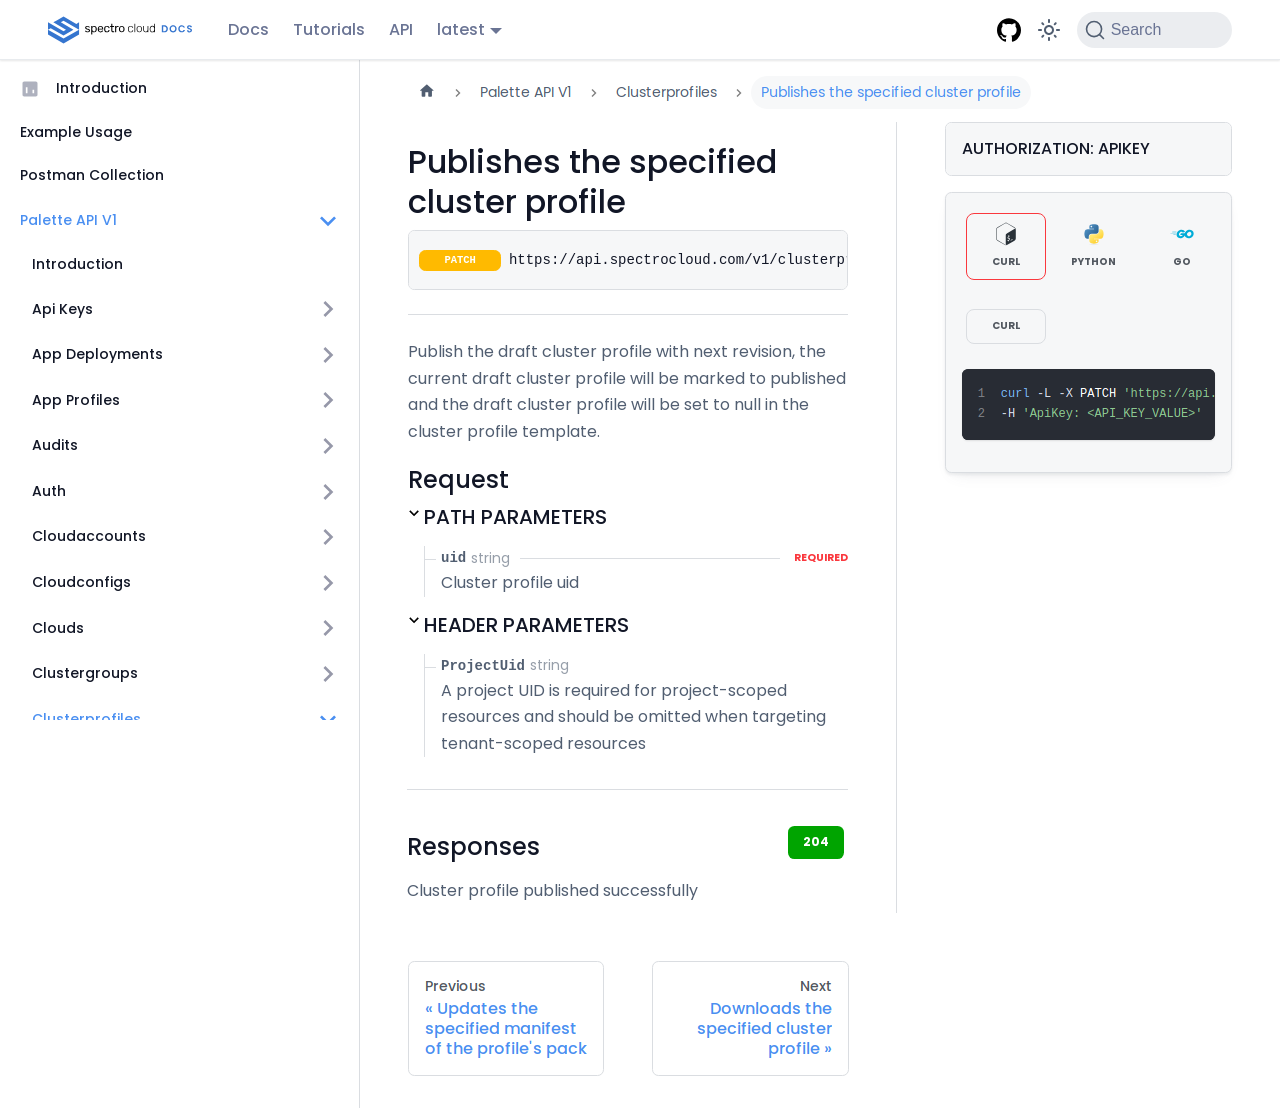 spectro cloud DOCS
Docs
Tutorials
API
latest
Search
Introduction
Example Usage
Postman Collection
Palette API V1
Introduction
Api Keys
App Deployments
App Profiles
Audits
Auth
Cloudaccounts
Cloudconfigs
Clouds
Clustergroups
Clusterprofiles
Palette API V1
Clusterprofiles
Publishes the specified cluster profile
Publishes the specified
cluster profile
PATCH https://api.spectrocloud.com/v1/clusterp
Publish the draft cluster profile with next revision, the
current draft cluster profile will be marked to published
and the draft cluster profile will be set to null in the
cluster profile template.
Request
PATH PARAMETERS
uid string REQUIRED
Cluster profile uid
HEADER PARAMETERS
ProjectUid string
A project UID is required for project-scoped
resources and should be omitted when targeting
tenant-scoped resources
Responses
204
Cluster profile published successfully
Previous
« Updates the
specified manifest
of the profile's pack
Next
Downloads the
specified cluster
profile »
AUTHORIZATION: APIKEY
CURL
PYTHON
GO
CURL
1 curl -L -X PATCH 'https://api.
2 -H 'ApiKey: <API_KEY_VALUE>'